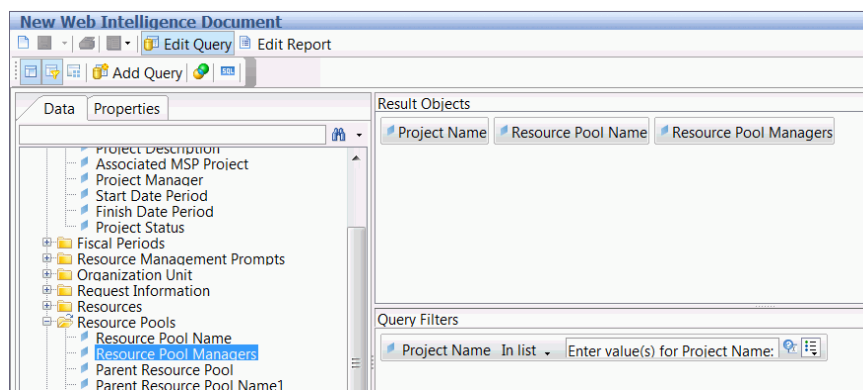 New Web Intelligence Document
Edit Query Edit Report
Add Query SQL
Data Properties
Project Description
Associated MSP Project
Project Manager
Start Date Period
Finish Date Period
Project Status
Fiscal Periods
Resource Management Prompts
Organization Unit
Request Information
Resources
Resource Pools
Resource Pool Name
Resource Pool Managers
Parent Resource Pool
Parent Resource Pool Name1
Result Objects
Project Name Resource Pool Name Resource Pool Managers
Query Filters
Project Name In list Enter value(s) for Project Name: